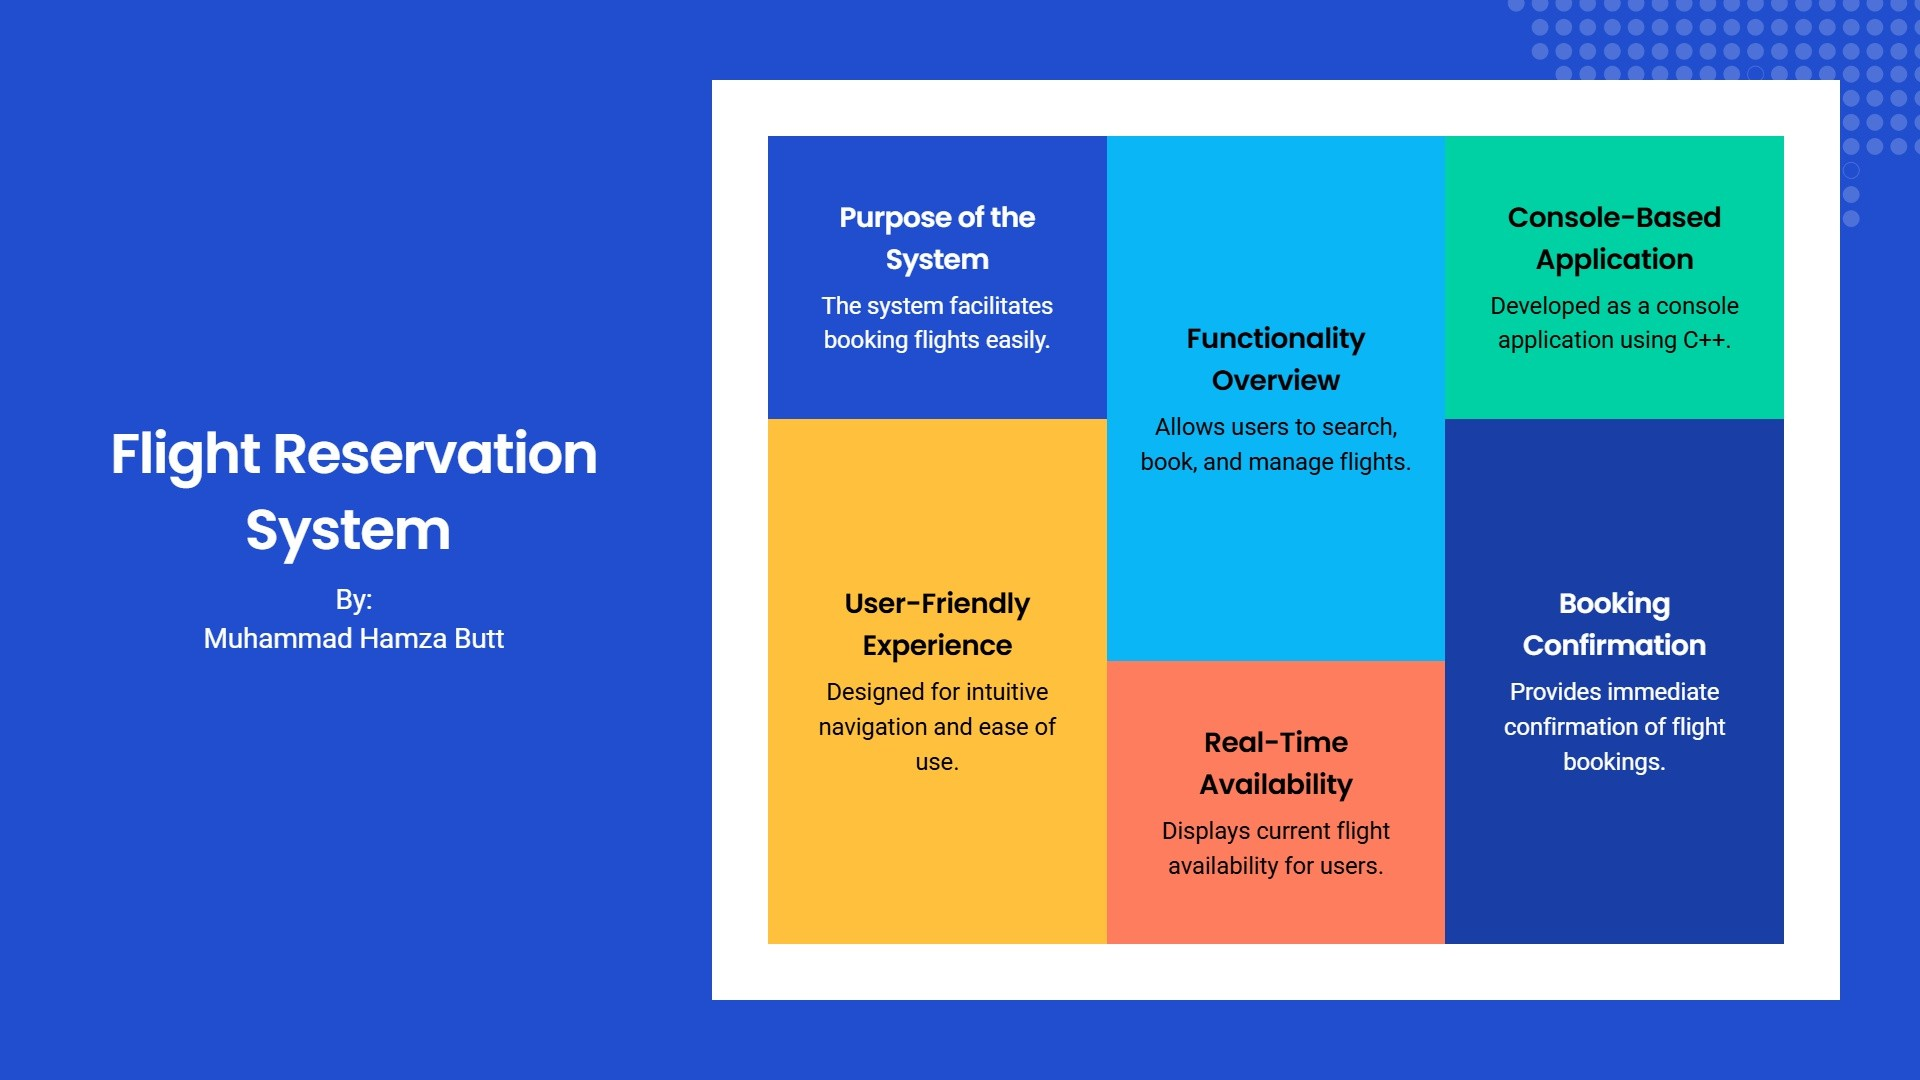 Flight Reservation
System
By:
Muhammad Hamza Butt
Purpose of the
System
The system facilitates
booking flights easily.
Functionality
Overview
Allows users to search,
book, and manage flights.
Console-Based
Application
Developed as a console
application using C++.
User-Friendly
Experience
Designed for intuitive
navigation and ease of
use.
Real-Time
Availability
Displays current flight
availability for users.
Booking
Confirmation
Provides immediate
confirmation of flight
bookings.